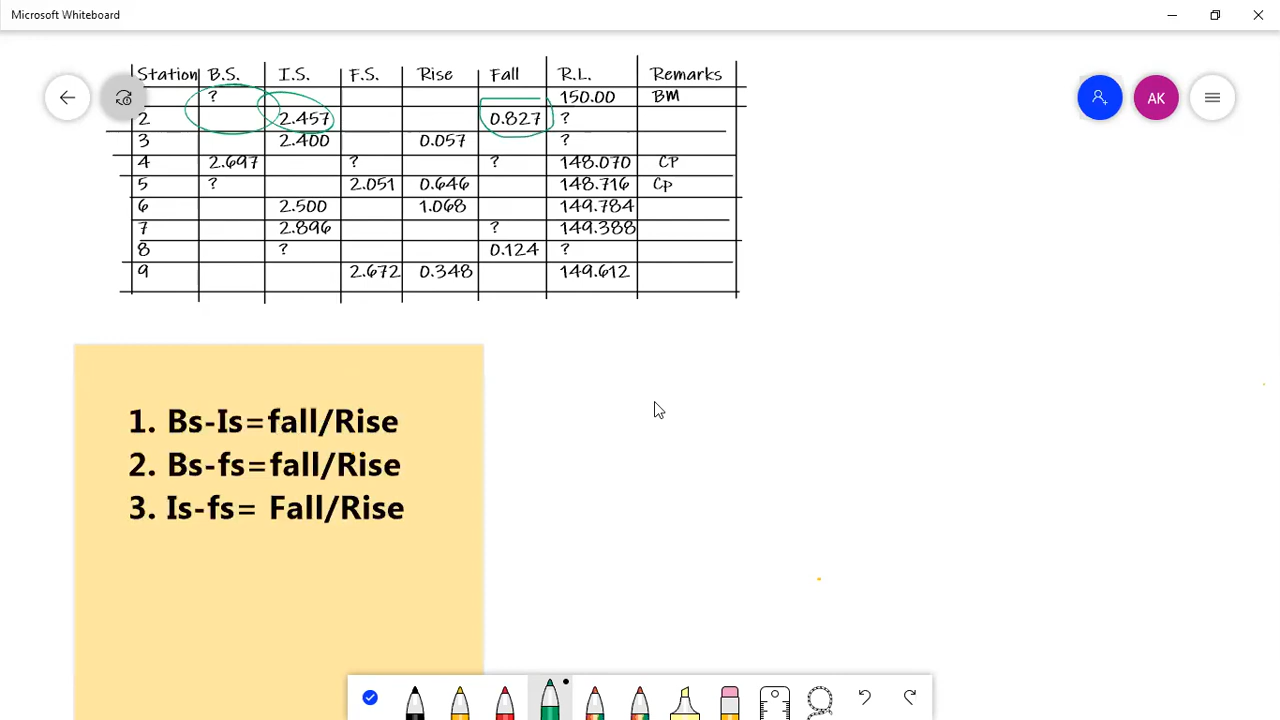 Microsoft Whiteboard
Station B.S. I.S. F.S. Rise Fall R.L. Remarks
? 150.00 BM
2 2.457 0.827 ?
3 2.400 0.057 ?
4 2.697 ? ? 148.070 CP
5 ? 2.051 0.646 148.716 Cp
6 2.500 1.068 149.784
7 2.896 ? 149.388
8 ? 0.124 ?
9 2.672 0.348 149.612
AK
1. Bs-Is=fall/Rise
2. Bs-fs=fall/Rise
3. Is-fs= Fall/Rise